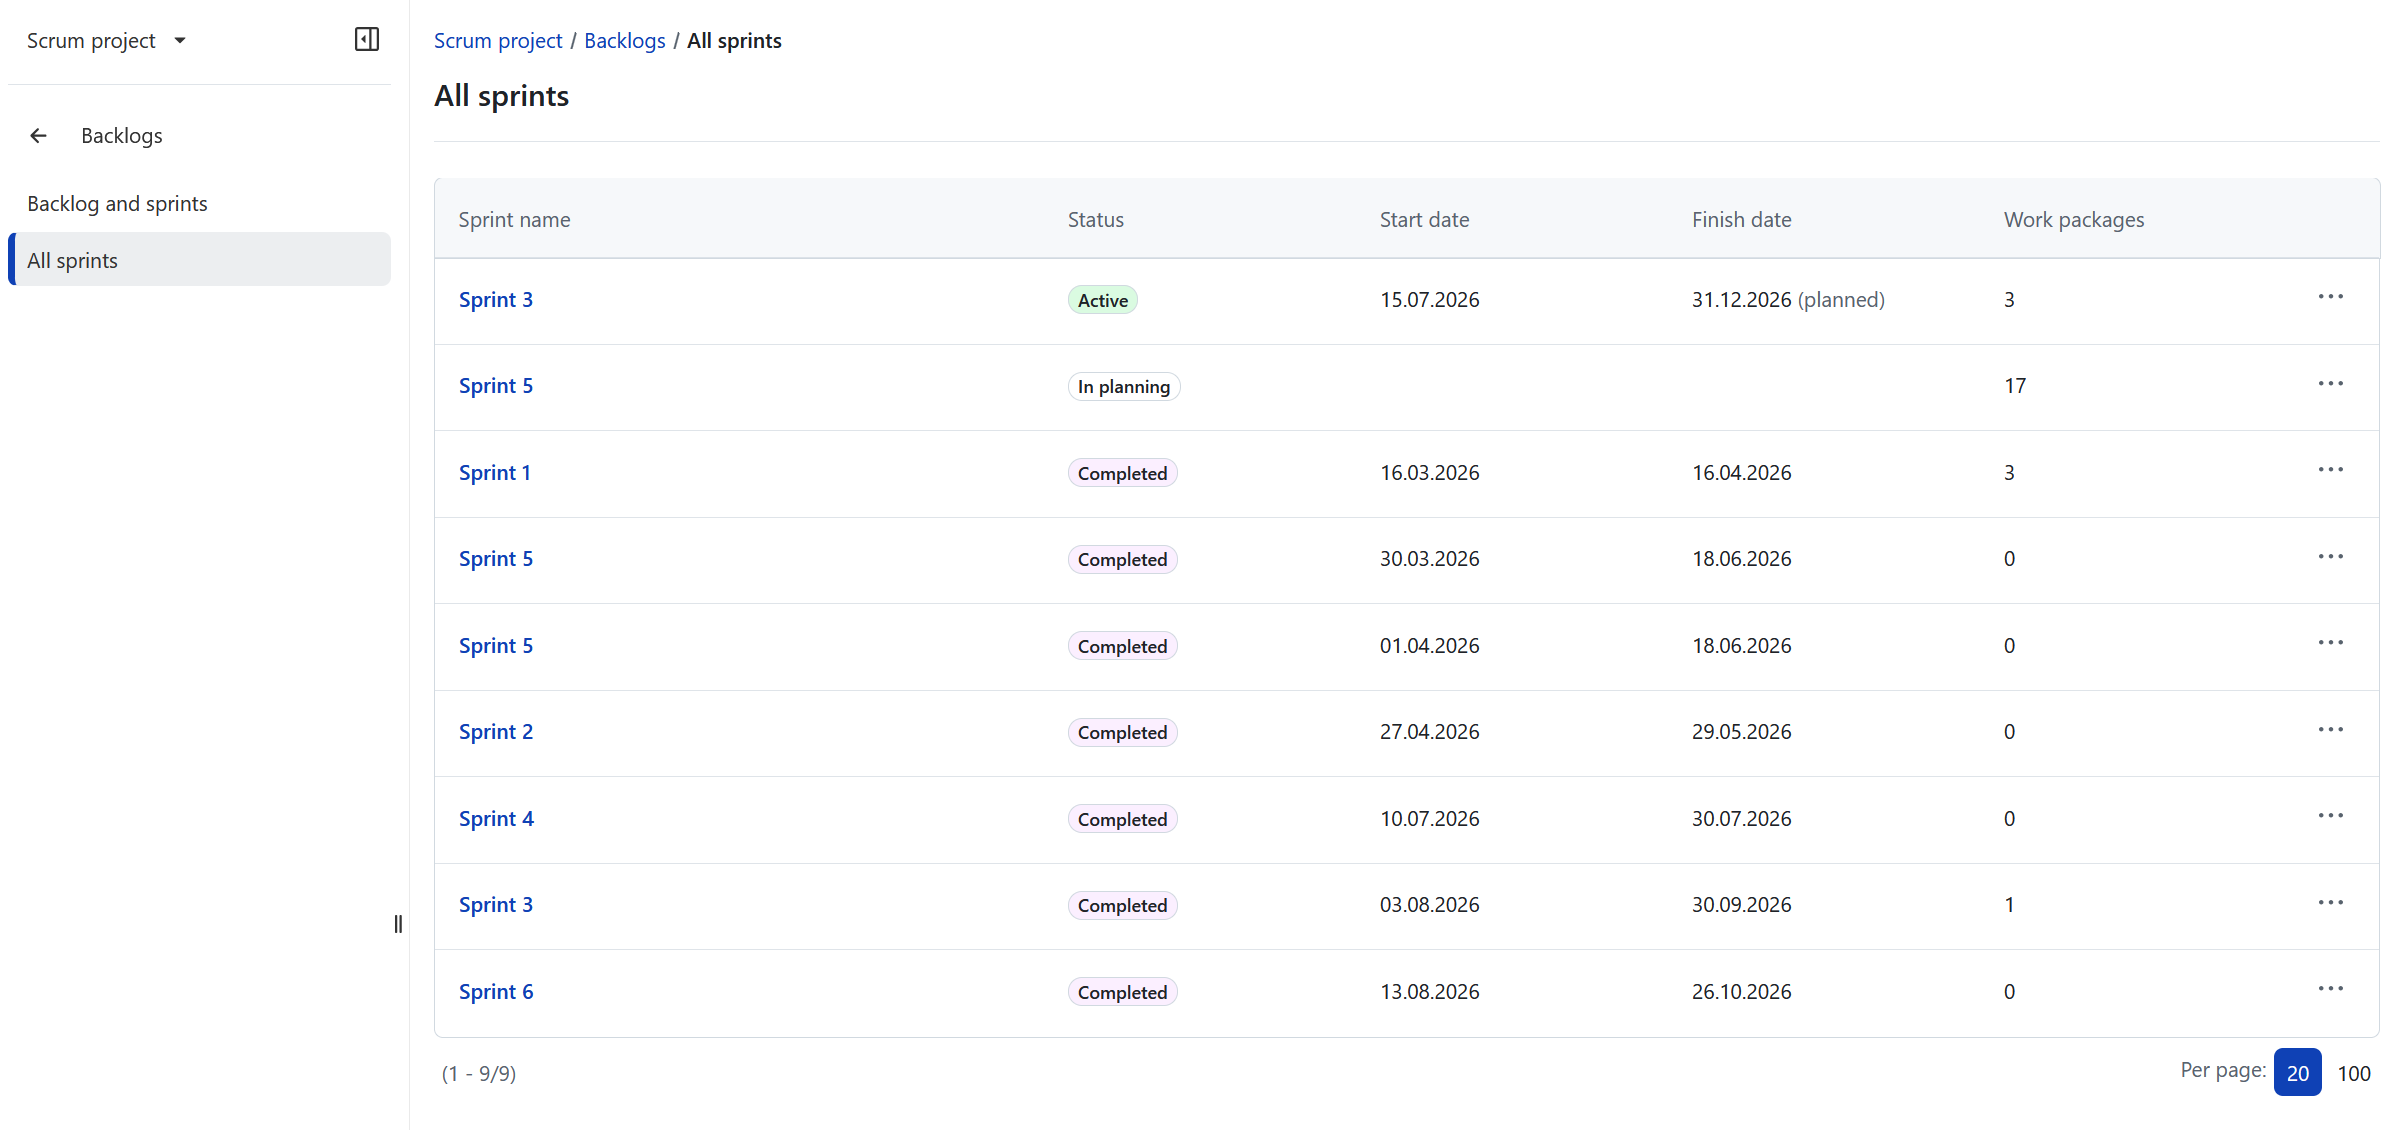 Scrum project
Scrum project / Backlogs / All sprints
All sprints
Backlogs
Backlog and sprints
All sprints
Sprint name Status Start date Finish date Work packages
Sprint 3 Active 15.07.2026 31.12.2026 (planned) 3
Sprint 5 In planning 17
Sprint 1 Completed 16.03.2026 16.04.2026 3
Sprint 5 Completed 30.03.2026 18.06.2026 0
Sprint 5 Completed 01.04.2026 18.06.2026 0
Sprint 2 Completed 27.04.2026 29.05.2026 0
Sprint 4 Completed 10.07.2026 30.07.2026 0
Sprint 3 Completed 03.08.2026 30.09.2026 1
Sprint 6 Completed 13.08.2026 26.10.2026 0
(1 - 9/9) Per page: 20 100